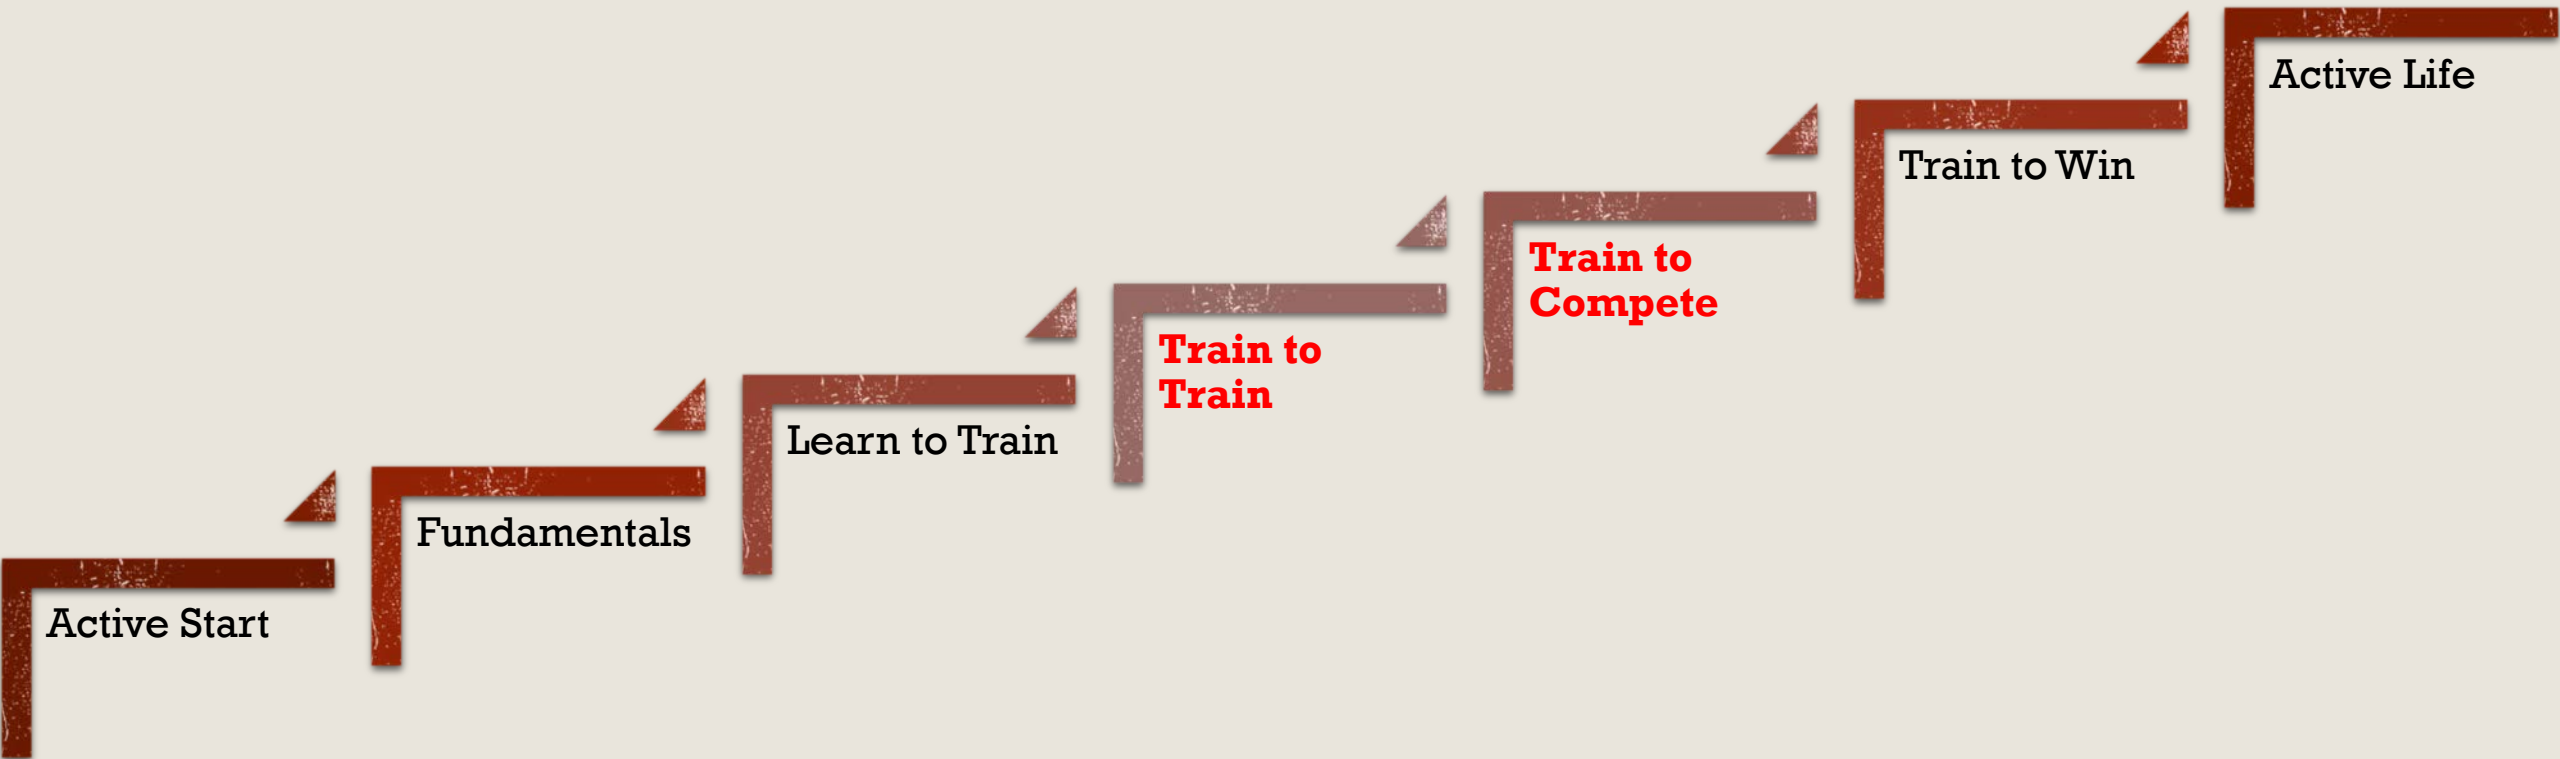 Active Start
Fundamentals
Learn to Train
Train to
Train
Train to
Compete
Train to Win
Active Life